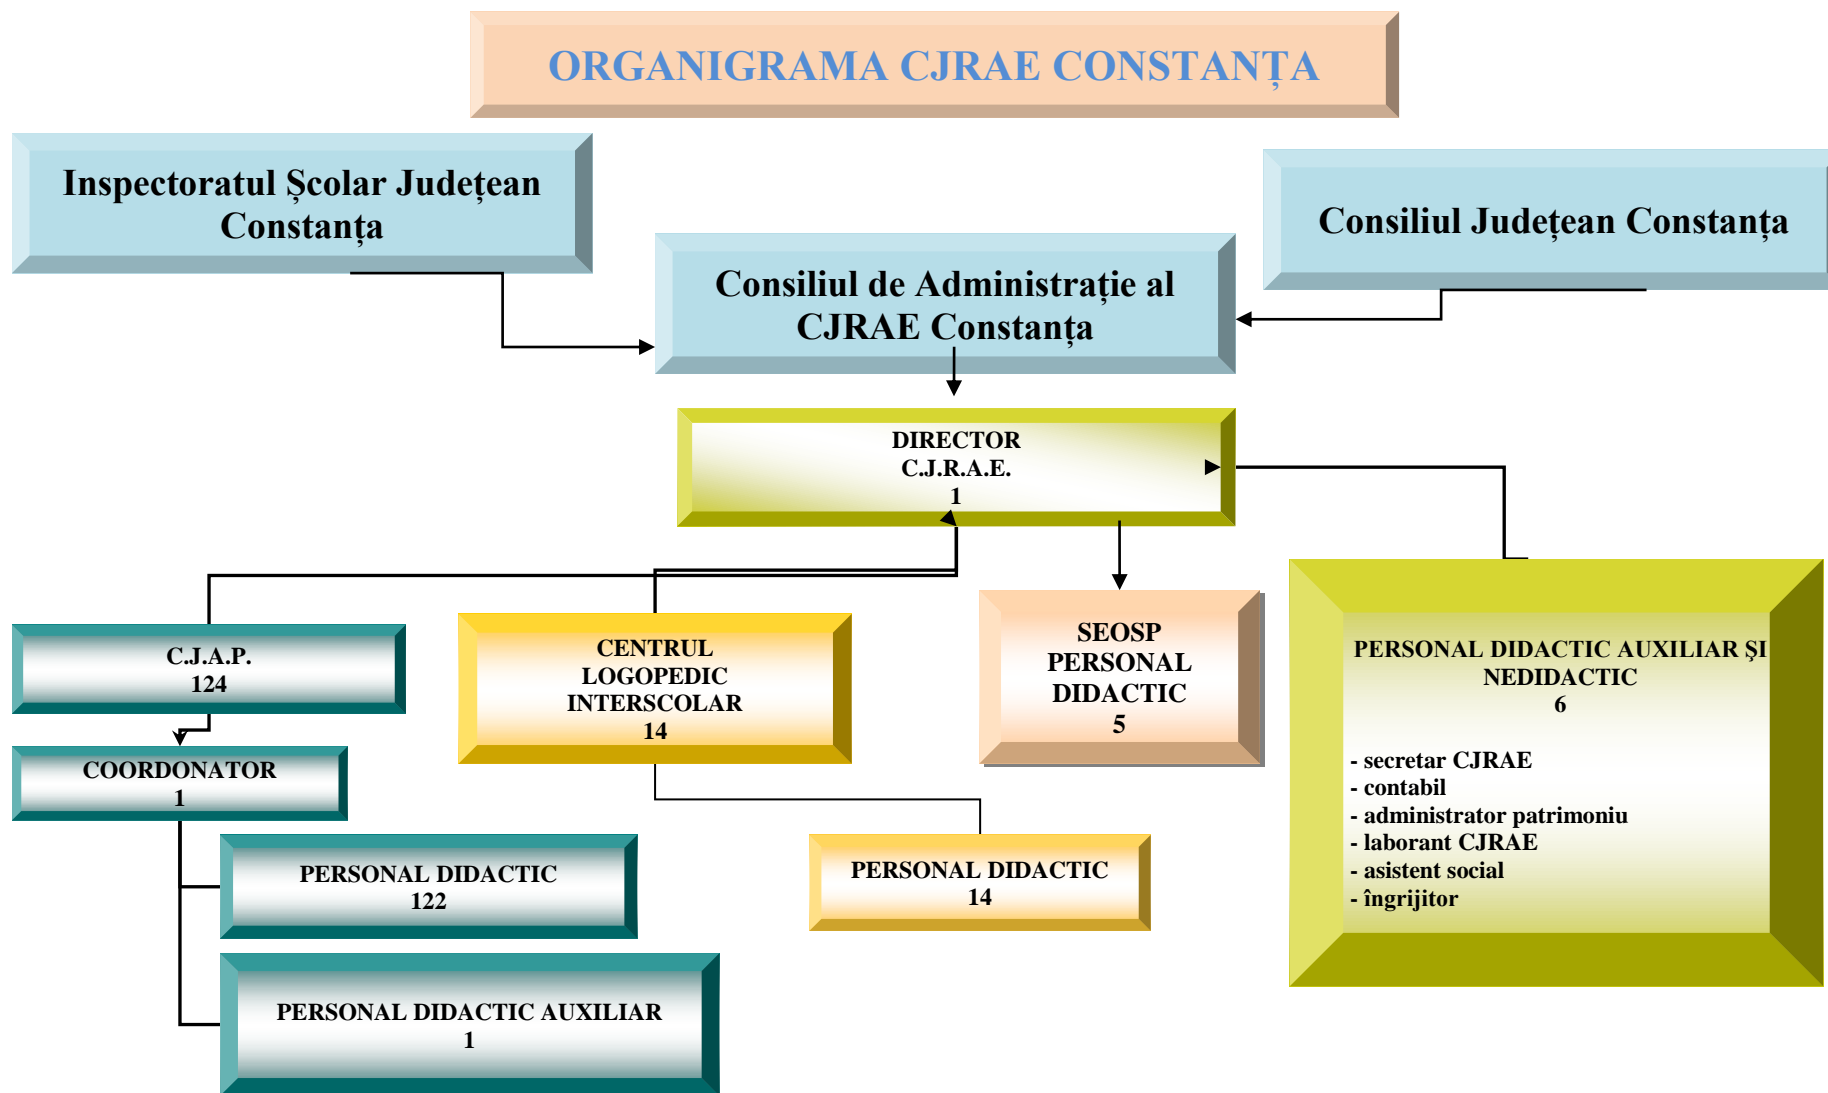 ORGANIGRAMA CJRAE CONSTANȚA
Inspectoratul Școlar Județean
Constanța
Consiliul Județean Constanța
Consiliul de Administrație al
CJRAE Constanța
DIRECTOR
C.J.R.A.E.
1
C.J.A.P.
124
CENTRUL
LOGOPEDIC
INTERSCOLAR
14
SEOSP
PERSONAL
DIDACTIC
5
PERSONAL DIDACTIC AUXILIAR ŞI
NEDIDACTIC
6
- secretar CJRAE
- contabil
- administrator patrimoniu
- laborant CJRAE
- asistent social
- îngrijitor
COORDONATOR
1
PERSONAL DIDACTIC
122
PERSONAL DIDACTIC
14
PERSONAL DIDACTIC AUXILIAR
1